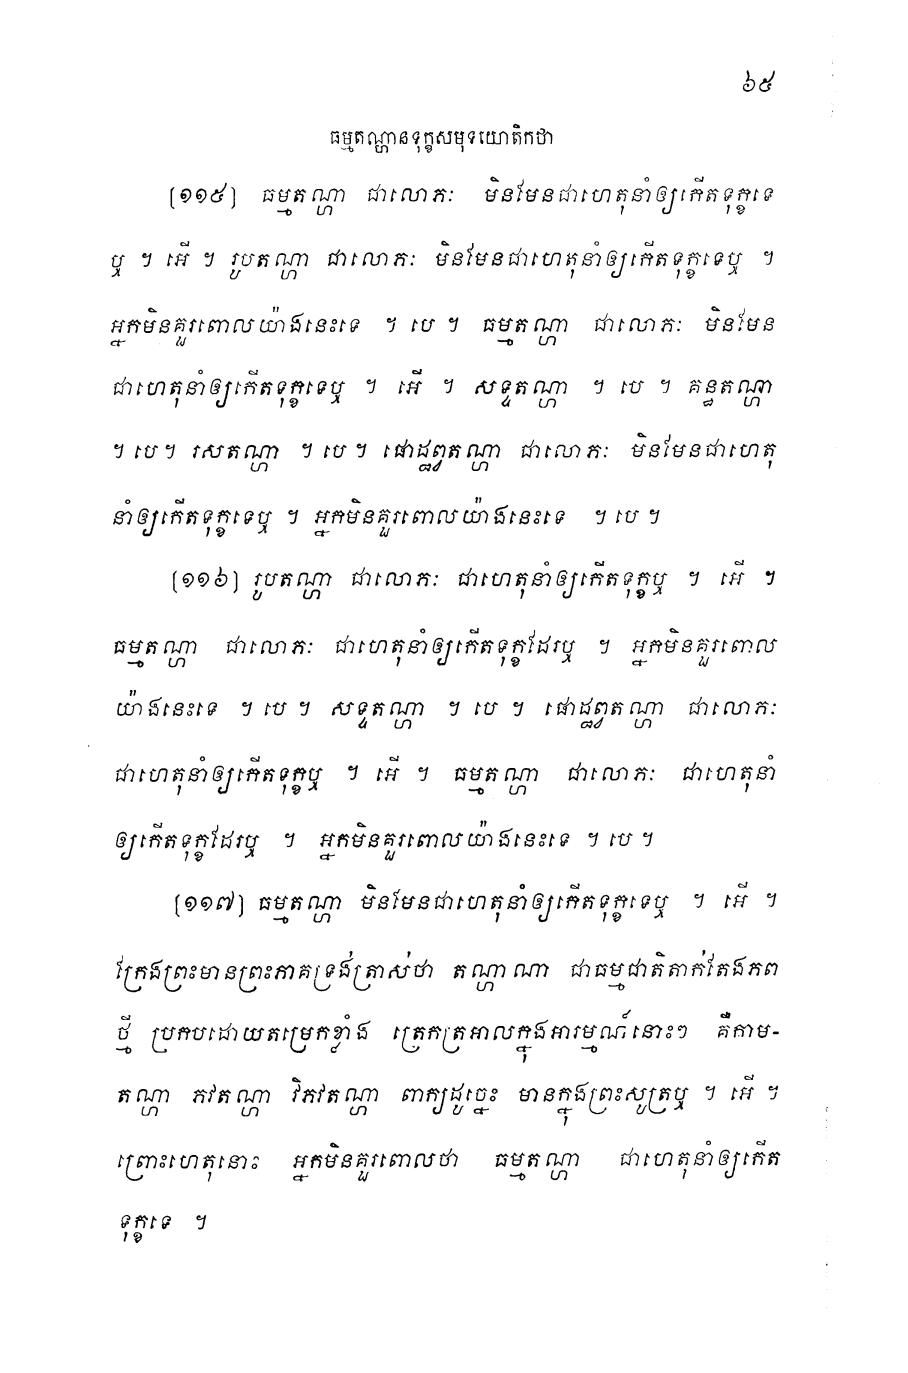 ៦៥
ធម្មតណ្ហានទុក្ខសមុទយោតិកថា
[១១៥] ធម្មតណ្ហា ជាលោភៈ មិនមែនជាហេតុនាំឲ្យកើតទុក្ខទេ
ឬ ។ អើ ។ រូបតណ្ហា ជាលោភៈ មិនមែនជាហេតុនាំឲ្យកើតទុក្ខទេឬ ។
អ្នកមិនគួរពោលយ៉ាងនេះទេ ។ បេ ។ ធម្មតណ្ហា ជាលោភៈ មិនមែន
ជាហេតុនាំឲ្យកើតទុក្ខទេឬ ។ អើ ។ សទ្ទតណ្ហា ។ បេ ។ គន្ធតណ្ហា
។ បេ ។ រសតណ្ហា ។ បេ ។ ផោដ្ឋព្វតណ្ហា ជាលោភៈ មិនមែនជាហេតុ
នាំឲ្យកើតទុក្ខទេឬ ។ អ្នកមិនគួរពោលយ៉ាងនេះទេ ។ បេ ។
[១១៦] រូបតណ្ហា ជាលោភៈ ជាហេតុនាំឲ្យកើតទុក្ខឬ ។ អើ ។
ធម្មតណ្ហា ជាលោភៈ ជាហេតុនាំឲ្យកើតទុក្ខដែរឬ ។ អ្នកមិនគួរពោល
យ៉ាងនេះទេ ។ បេ ។ សទ្ទតណ្ហា ។ បេ ។ ផោដ្ឋព្វតណ្ហា ជាលោភៈ
ជាហេតុនាំឲ្យកើតទុក្ខឬ ។ អើ ។ ធម្មតណ្ហា ជាលោភៈ ជាហេតុនាំ
ឲ្យកើតទុក្ខដែរឬ ។ អ្នកមិនគួរពោលយ៉ាងនេះទេ ។ បេ ។
[១១៧] ធម្មតណ្ហា មិនមែនជាហេតុនាំឲ្យកើតទុក្ខទេឬ ។ អើ ។
ក្រែងព្រះមានព្រះភាគទ្រង់ត្រាស់ថា តណ្ហាណា ជាធម្មជាតិតាក់តែងភព
ថ្មី ប្រកបដោយតម្រេកខ្លាំង ត្រេកត្រអាលក្នុងអារម្មណ៍នោះៗ គឺកាម-
តណ្ហា ភវតណ្ហា វិភវតណ្ហា ពាក្យដូច្នេះ មានក្នុងព្រះសូត្រឬ ។ អើ ។
ព្រោះហេតុនោះ អ្នកមិនគួរពោលថា ធម្មតណ្ហា ជាហេតុនាំឲ្យកើត
ទុក្ខទេ ។